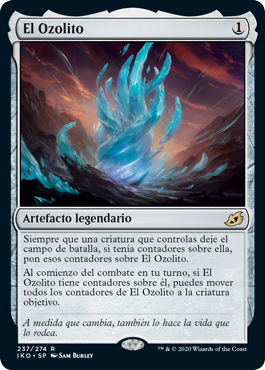 El Ozolito 1
Artefacto legendario
Siempre que una criatura que controlas deje el
campo de batalla, si tenía contadores sobre ella,
pon esos contadores sobre El Ozolito.
Al comienzo del combate en tu turno, si El
Ozolito tiene contadores sobre él, puedes mover
todos los contadores de El Ozolito a la criatura
objetivo.
A medida que cambia, también lo hace la vida que
lo rodea.
237/274 R
IKO • SP SAM BURLEY
™ & © 2020 Wizards of the Coast